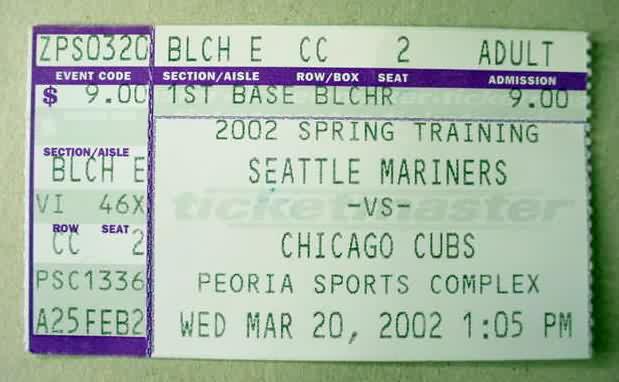 ZPS0320 BLCH E CC 2 ADULT
EVENT CODE SECTION/AISLE ROW/BOX SEAT ADMISSION
$ 9.00 1ST BASE BLCHR 9.00
2002 SPRING TRAINING
SECTION/AISLE
BLCH E SEATTLE MARINERS
VI 46X -VS-
ticketmaster
ROW SEAT
CC 2 CHICAGO CUBS
PSC1336 PEORIA SPORTS COMPLEX
A25FEB2 WED MAR 20, 2002 1:05 PM